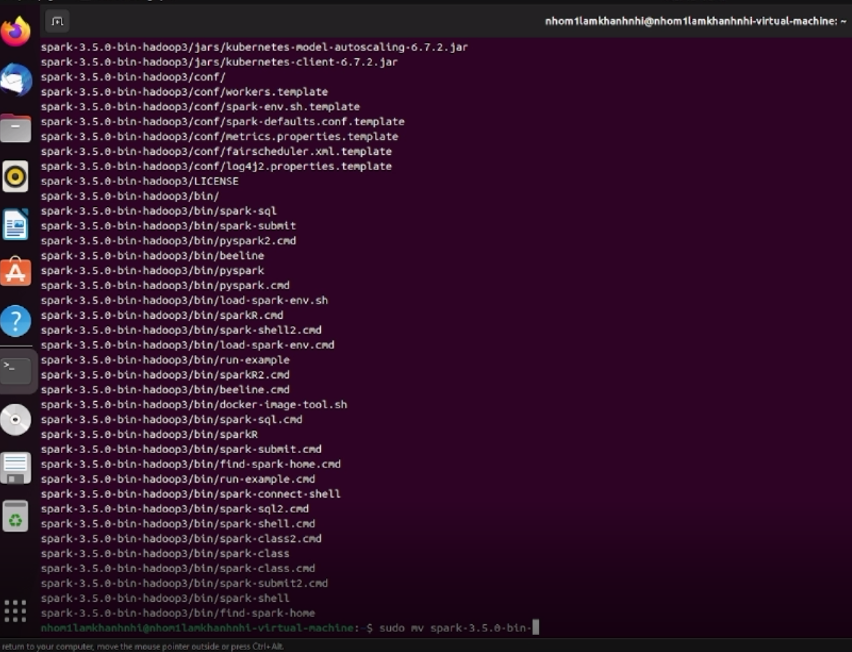 nhom1lamkhanhnhi@nhom1lamkhanhnhi-virtual-machine: ~
spark-3.5.0-bin-hadoop3/jars/kubernetes-model-autoscaling-6.7.2.jar
spark-3.5.0-bin-hadoop3/jars/kubernetes-client-6.7.2.jar
spark-3.5.0-bin-hadoop3/conf/
spark-3.5.0-bin-hadoop3/conf/workers.template
spark-3.5.0-bin-hadoop3/conf/spark-env.sh.template
spark-3.5.0-bin-hadoop3/conf/spark-defaults.conf.template
spark-3.5.0-bin-hadoop3/conf/metrics.properties.template
spark-3.5.0-bin-hadoop3/conf/fairscheduler.xml.template
spark-3.5.0-bin-hadoop3/conf/log4j2.properties.template
spark-3.5.0-bin-hadoop3/LICENSE
spark-3.5.0-bin-hadoop3/bin/
spark-3.5.0-bin-hadoop3/bin/spark-sql
spark-3.5.0-bin-hadoop3/bin/spark-submit
spark-3.5.0-bin-hadoop3/bin/pyspark2.cmd
spark-3.5.0-bin-hadoop3/bin/beeline
spark-3.5.0-bin-hadoop3/bin/pyspark
spark-3.5.0-bin-hadoop3/bin/pyspark.cmd
spark-3.5.0-bin-hadoop3/bin/load-spark-env.sh
spark-3.5.0-bin-hadoop3/bin/sparkR.cmd
spark-3.5.0-bin-hadoop3/bin/spark-shell2.cmd
spark-3.5.0-bin-hadoop3/bin/load-spark-env.cmd
spark-3.5.0-bin-hadoop3/bin/run-example
spark-3.5.0-bin-hadoop3/bin/sparkR2.cmd
spark-3.5.0-bin-hadoop3/bin/beeline.cmd
spark-3.5.0-bin-hadoop3/bin/docker-image-tool.sh
spark-3.5.0-bin-hadoop3/bin/spark-sql.cmd
spark-3.5.0-bin-hadoop3/bin/sparkR
spark-3.5.0-bin-hadoop3/bin/spark-submit.cmd
spark-3.5.0-bin-hadoop3/bin/find-spark-home.cmd
spark-3.5.0-bin-hadoop3/bin/run-example.cmd
spark-3.5.0-bin-hadoop3/bin/spark-connect-shell
spark-3.5.0-bin-hadoop3/bin/spark-sql2.cmd
spark-3.5.0-bin-hadoop3/bin/spark-shell.cmd
spark-3.5.0-bin-hadoop3/bin/spark-class2.cmd
spark-3.5.0-bin-hadoop3/bin/spark-class
spark-3.5.0-bin-hadoop3/bin/spark-class.cmd
spark-3.5.0-bin-hadoop3/bin/spark-submit2.cmd
spark-3.5.0-bin-hadoop3/bin/spark-shell
spark-3.5.0-bin-hadoop3/bin/find-spark-home
nhom1lamkhanhnhi@nhom1lamkhanhnhi-virtual-machine:~$ sudo mv spark-3.5.0-bin-
return to your computer, move the mouse pointer outside or press Ctrl+Alt.